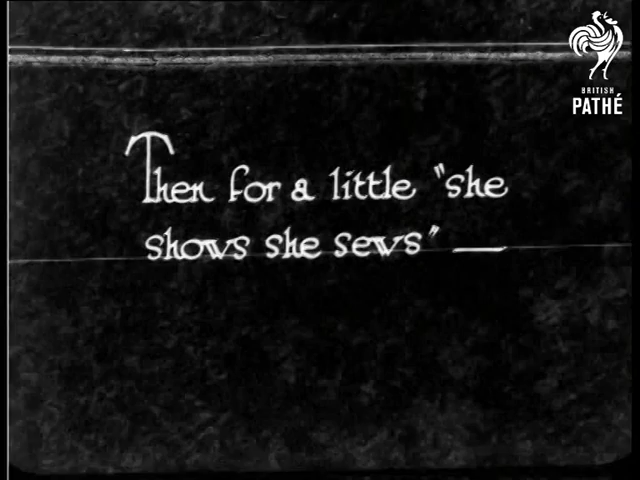 BRITISH
PATHÉ
Then for a little "she
shows she sews" —